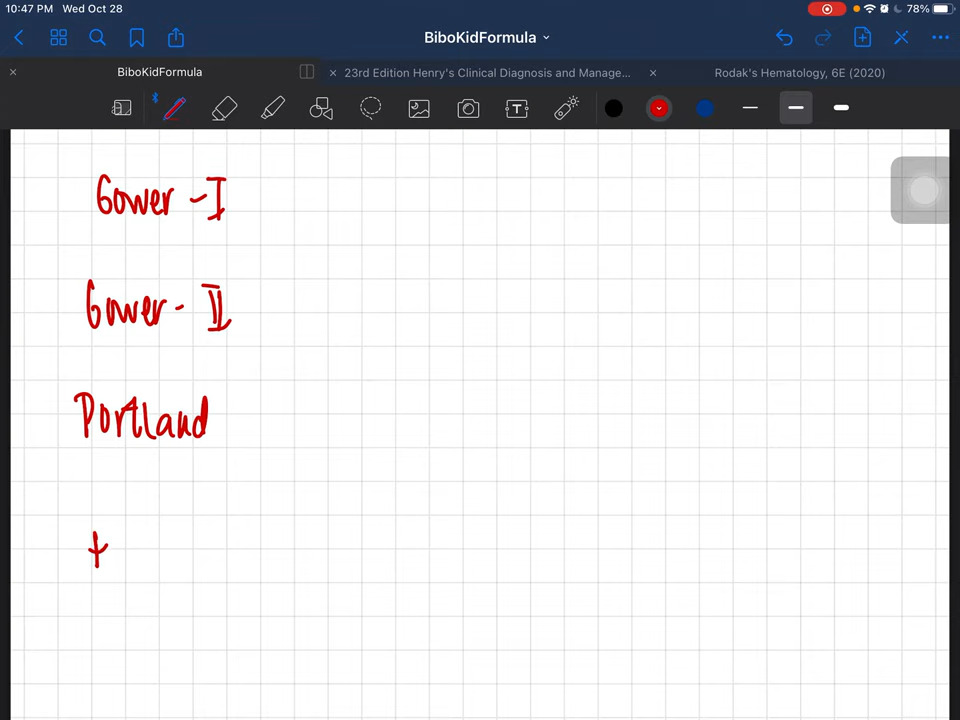 10:47 PM Wed Oct 28
78%
BiboKidFormula
BiboKidFormula
23rd Edition Henry's Clinical Diagnosis and Manage...
Rodak's Hematology, 6E (2020)
Gower - I
Gower - II
Portland